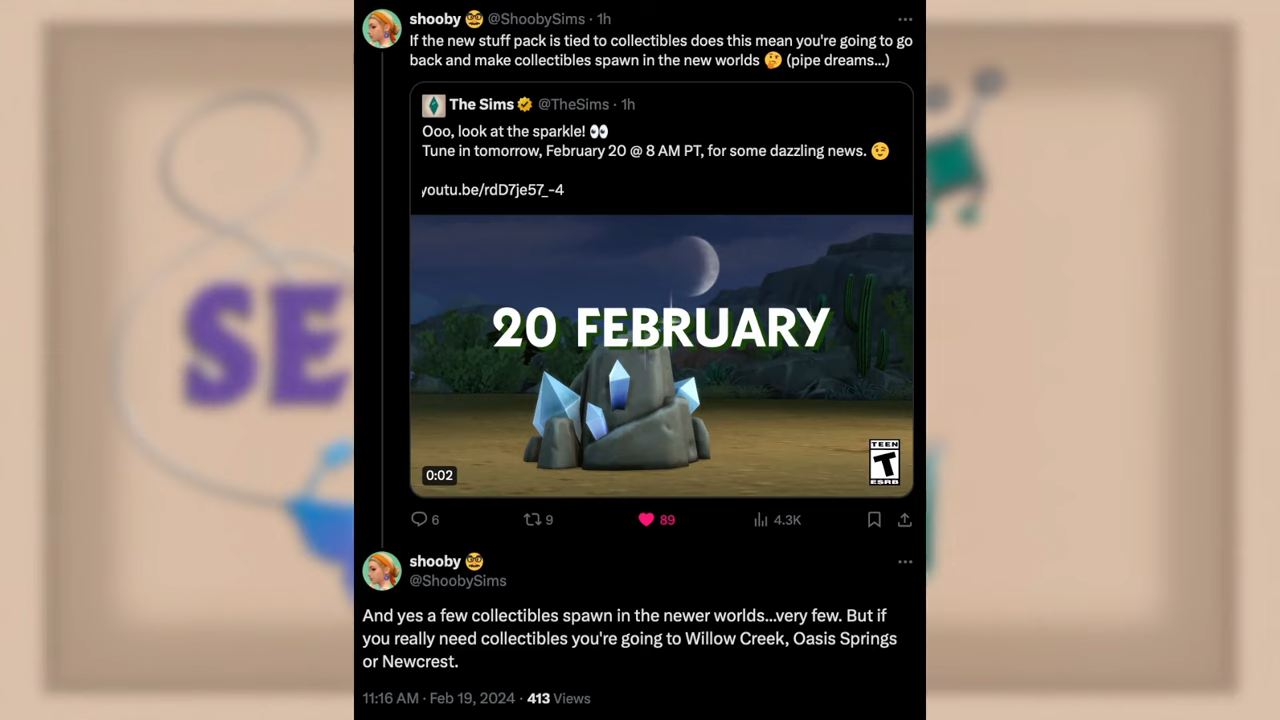 shooby 🤓 @ShoobySims · 1h
If the new stuff pack is tied to collectibles does this mean you're going to go
back and make collectibles spawn in the new worlds 🤔 (pipe dreams...)
The Sims @TheSims · 1h
Ooo, look at the sparkle! 👀
Tune in tomorrow, February 20 @ 8 AM PT, for some dazzling news. 😉
youtu.be/rdD7je57_-4
20 FEBRUARY
SE
TEEN
T
ESRB
0:02
6 9 89 4.3K
shooby 🤓
@ShoobySims
And yes a few collectibles spawn in the newer worlds...very few. But if
you really need collectibles you're going to Willow Creek, Oasis Springs
or Newcrest.
11:16 AM · Feb 19, 2024 · 413 Views